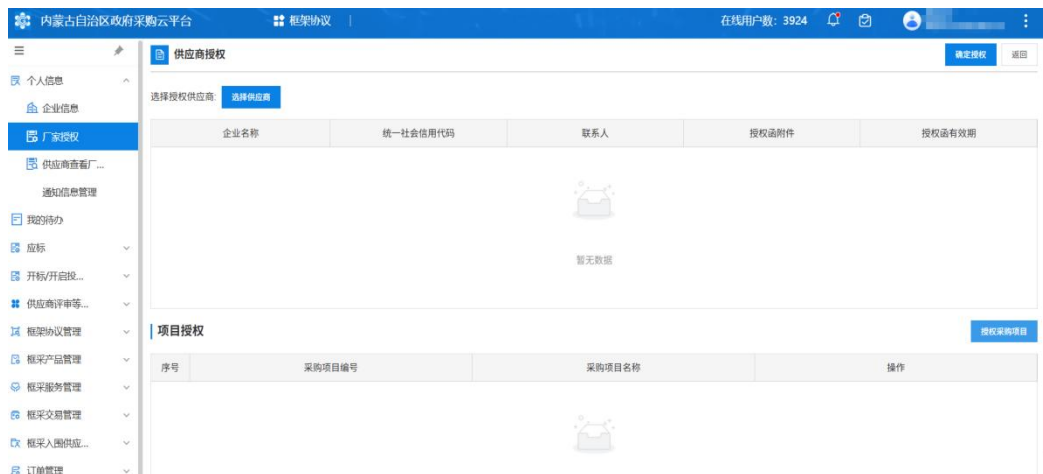 内蒙古自治区政府采购云平台
框架协议
在线用户数: 3924
个人信息
企业信息
厂家授权
供应商查看厂...
通知信息管理
我的待办
应标
开标/开启投...
供应商评审等...
框架协议管理
框采产品管理
框采服务管理
框采交易管理
框采入围供应...
订单管理
供应商授权
确定授权
返回
选择授权供应商:
选择供应商
企业名称 统一社会信用代码 联系人 授权函附件 授权函有效期
暂无数据
项目授权
授权采购项目
序号 采购项目编号 采购项目名称 操作